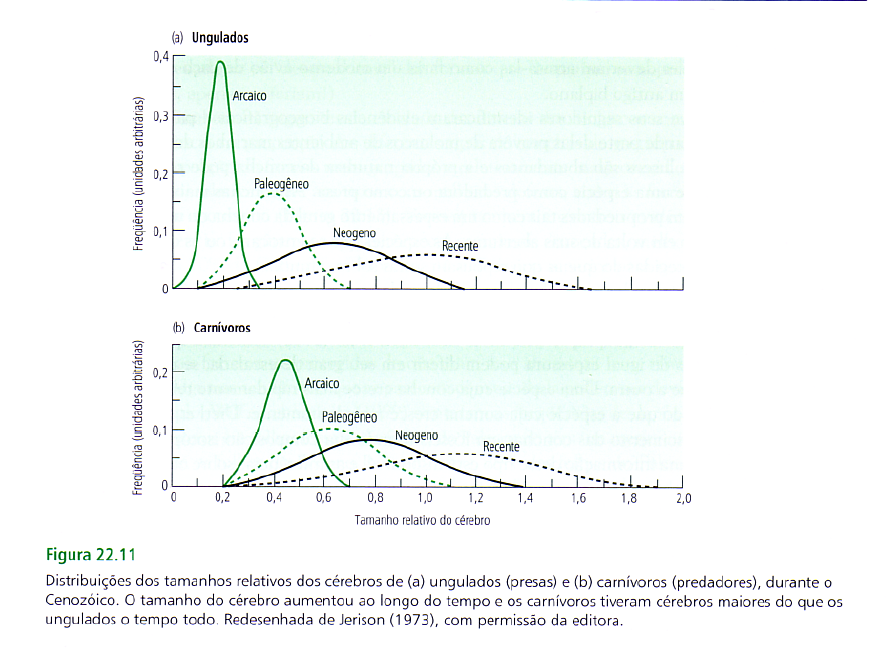 (a) Ungulados
0,4
0,3
0,2
0,1
0
Freqüência (unidades arbitrárias)
Arcaico
Paleogêneo
Neogeno
Recente
(b) Carnívoros
0,2
0,1
0
Freqüência (unidades arbitrárias)
Arcaico
Paleogêneo
Neogeno
Recente
0 0,2 0,4 0,6 0,8 1,0 1,2 1,4 1,6 1,8 2,0
Tamanho relativo do cérebro
Figura 22.11
Distribuições dos tamanhos relativos dos cérebros de (a) ungulados (presas) e (b) carnívoros (predadores), durante o
Cenozóico. O tamanho do cérebro aumentou ao longo do tempo e os carnívoros tiveram cérebros maiores do que os
ungulados o tempo todo. Redesenhada de Jerison (1973), com permissão da editora.